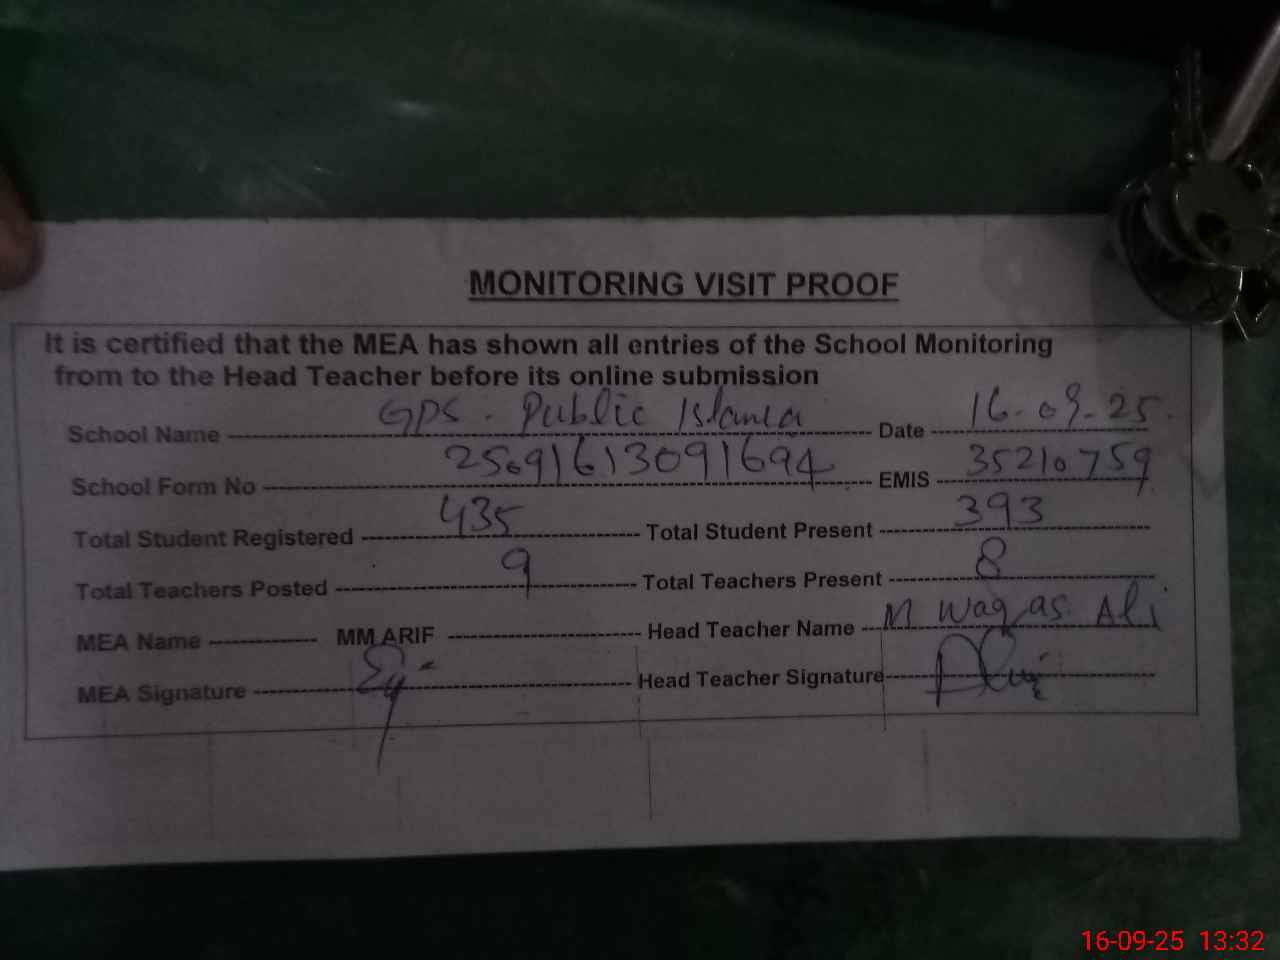 MONITORING VISIT PROOF
It is certified that the MEA has shown all entries of the School Monitoring
from to the Head Teacher before its online submission
School Name GPS. Public Islamia Date 16-09-25.
School Form No 25091613091694 EMIS 35210759
Total Student Registered 435 Total Student Present 393
Total Teachers Posted 9 Total Teachers Present 8
MEA Name MM ARIF Head Teacher Name M Waqas Ali
MEA Signature Head Teacher Signature
16-09-25 13:32